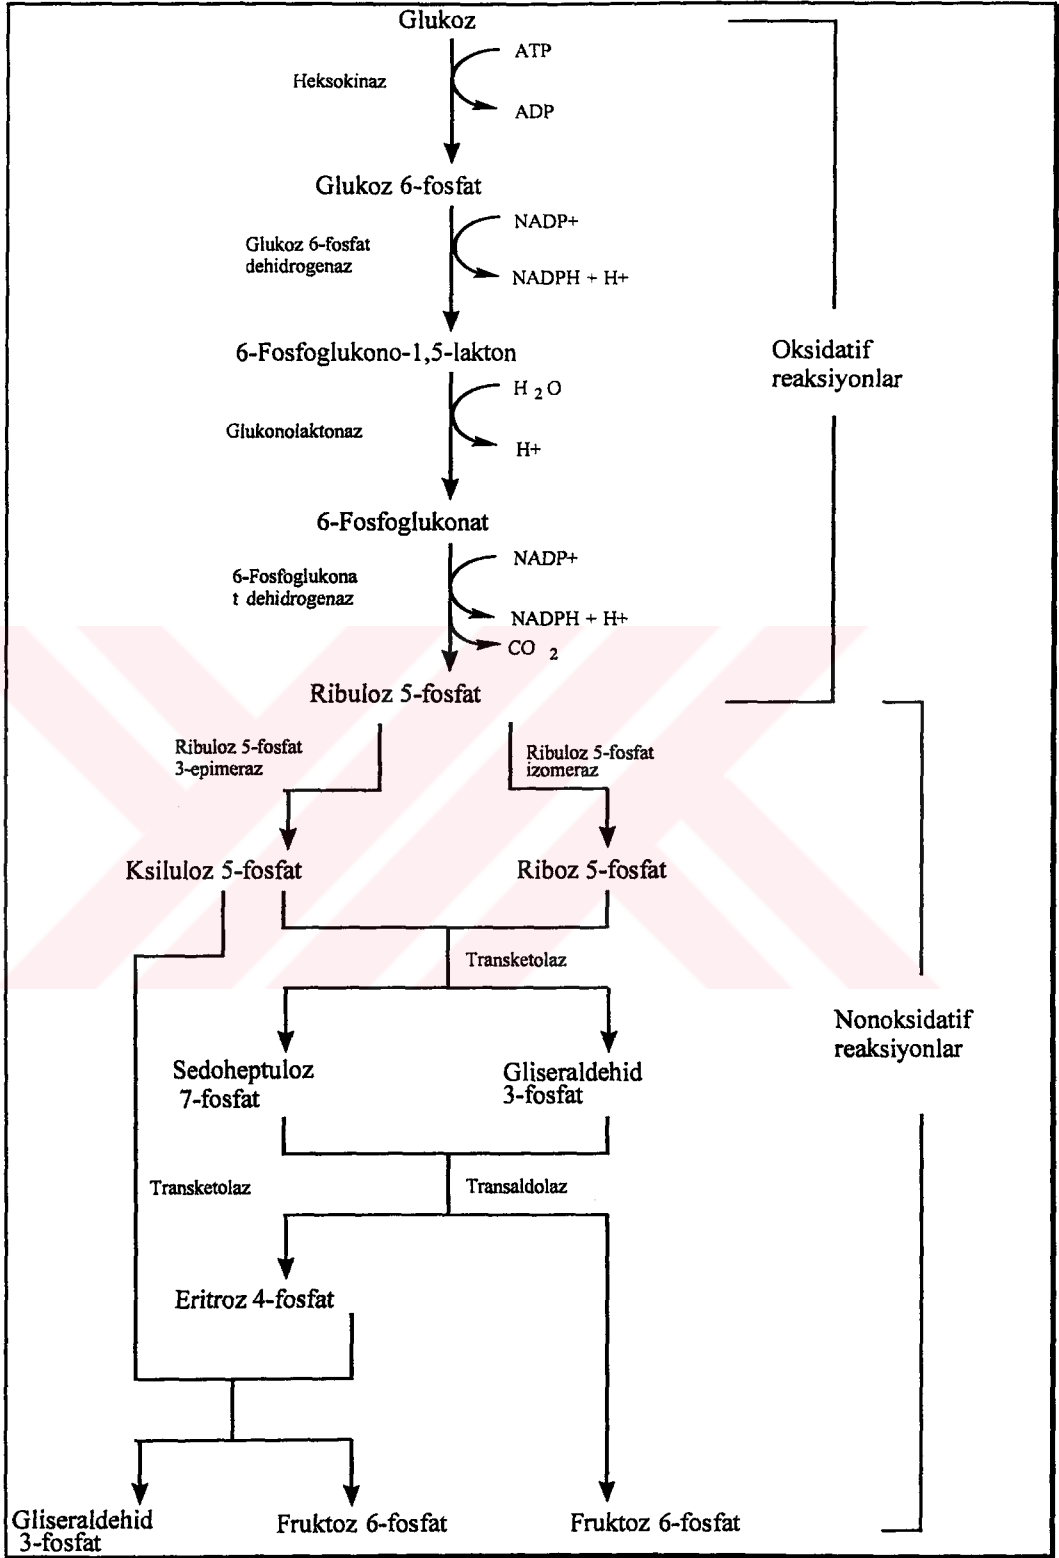 Glukoz
ATP
Heksokinaz
ADP
Glukoz 6-fosfat
NADP+
Glukoz 6-fosfat
dehidrogenaz
NADPH + H+
6-Fosfoglukono-1,5-lakton
Oksidatif
reaksiyonlar
H 2 O
Glukonolaktonaz
H+
6-Fosfoglukonat
NADP+
6-Fosfoglukona
t dehidrogenaz
NADPH + H+
CO 2
Ribuloz 5-fosfat
Ribuloz 5-fosfat
3-epimeraz
Ribuloz 5-fosfat
izomeraz
Ksiluloz 5-fosfat
Riboz 5-fosfat
Transketolaz
Nonoksidatif
reaksiyonlar
Sedoheptuloz
7-fosfat
Gliseraldehid
3-fosfat
Transketolaz
Transaldolaz
Eritroz 4-fosfat
Gliseraldehid
3-fosfat
Fruktoz 6-fosfat
Fruktoz 6-fosfat